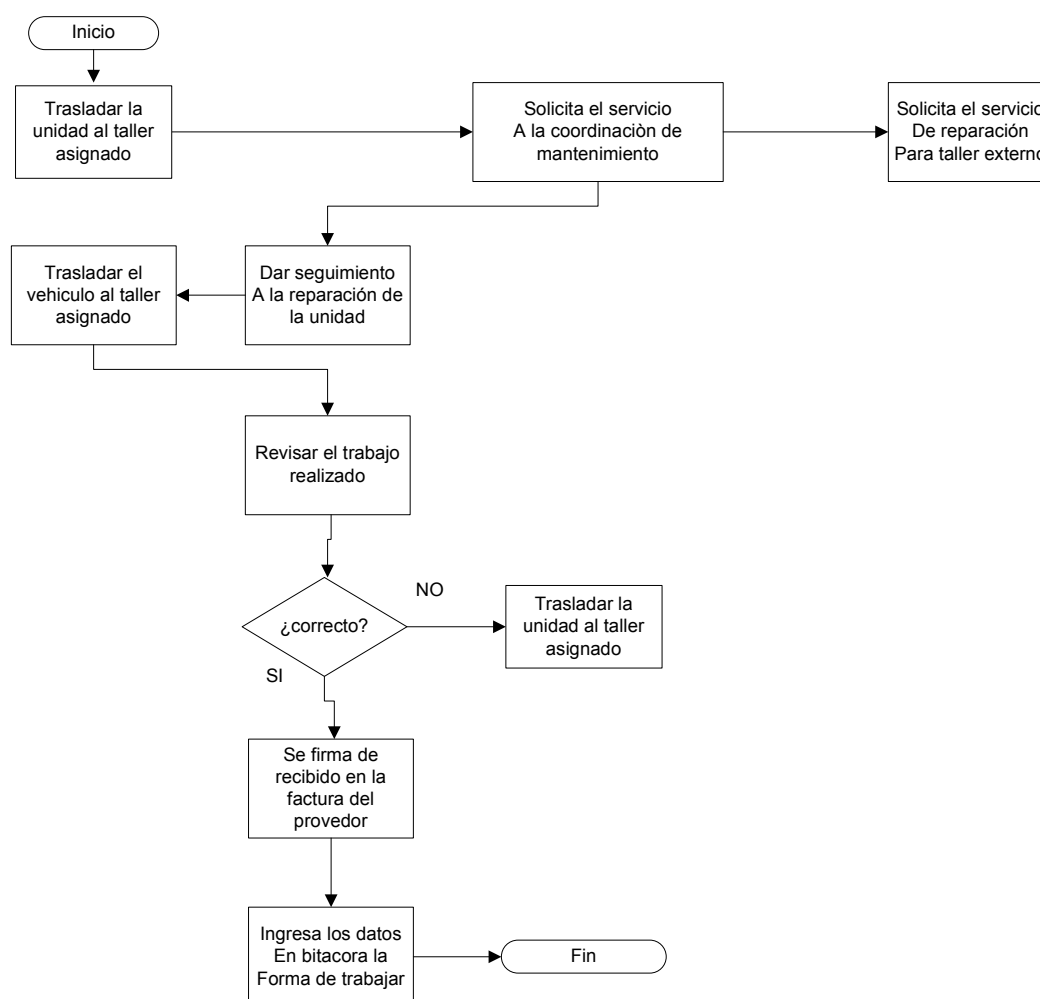 Inicio
Trasladar la
unidad al taller
asignado
Solicita el servicio
A la coordinaciòn de
mantenimiento
Solicita el servicio
De reparación
Para taller externo
Trasladar el
vehiculo al taller
asignado
Dar seguimiento
A la reparación de
la unidad
Revisar el trabajo
realizado
¿correcto?
NO
Trasladar la
unidad al taller
asignado
SI
Se firma de
recibido en la
factura del
provedor
Ingresa los datos
En bitacora la
Forma de trabajar
Fin